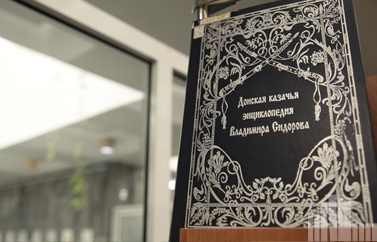 Донская казачья
энциклопедия
Владимира Сидорова